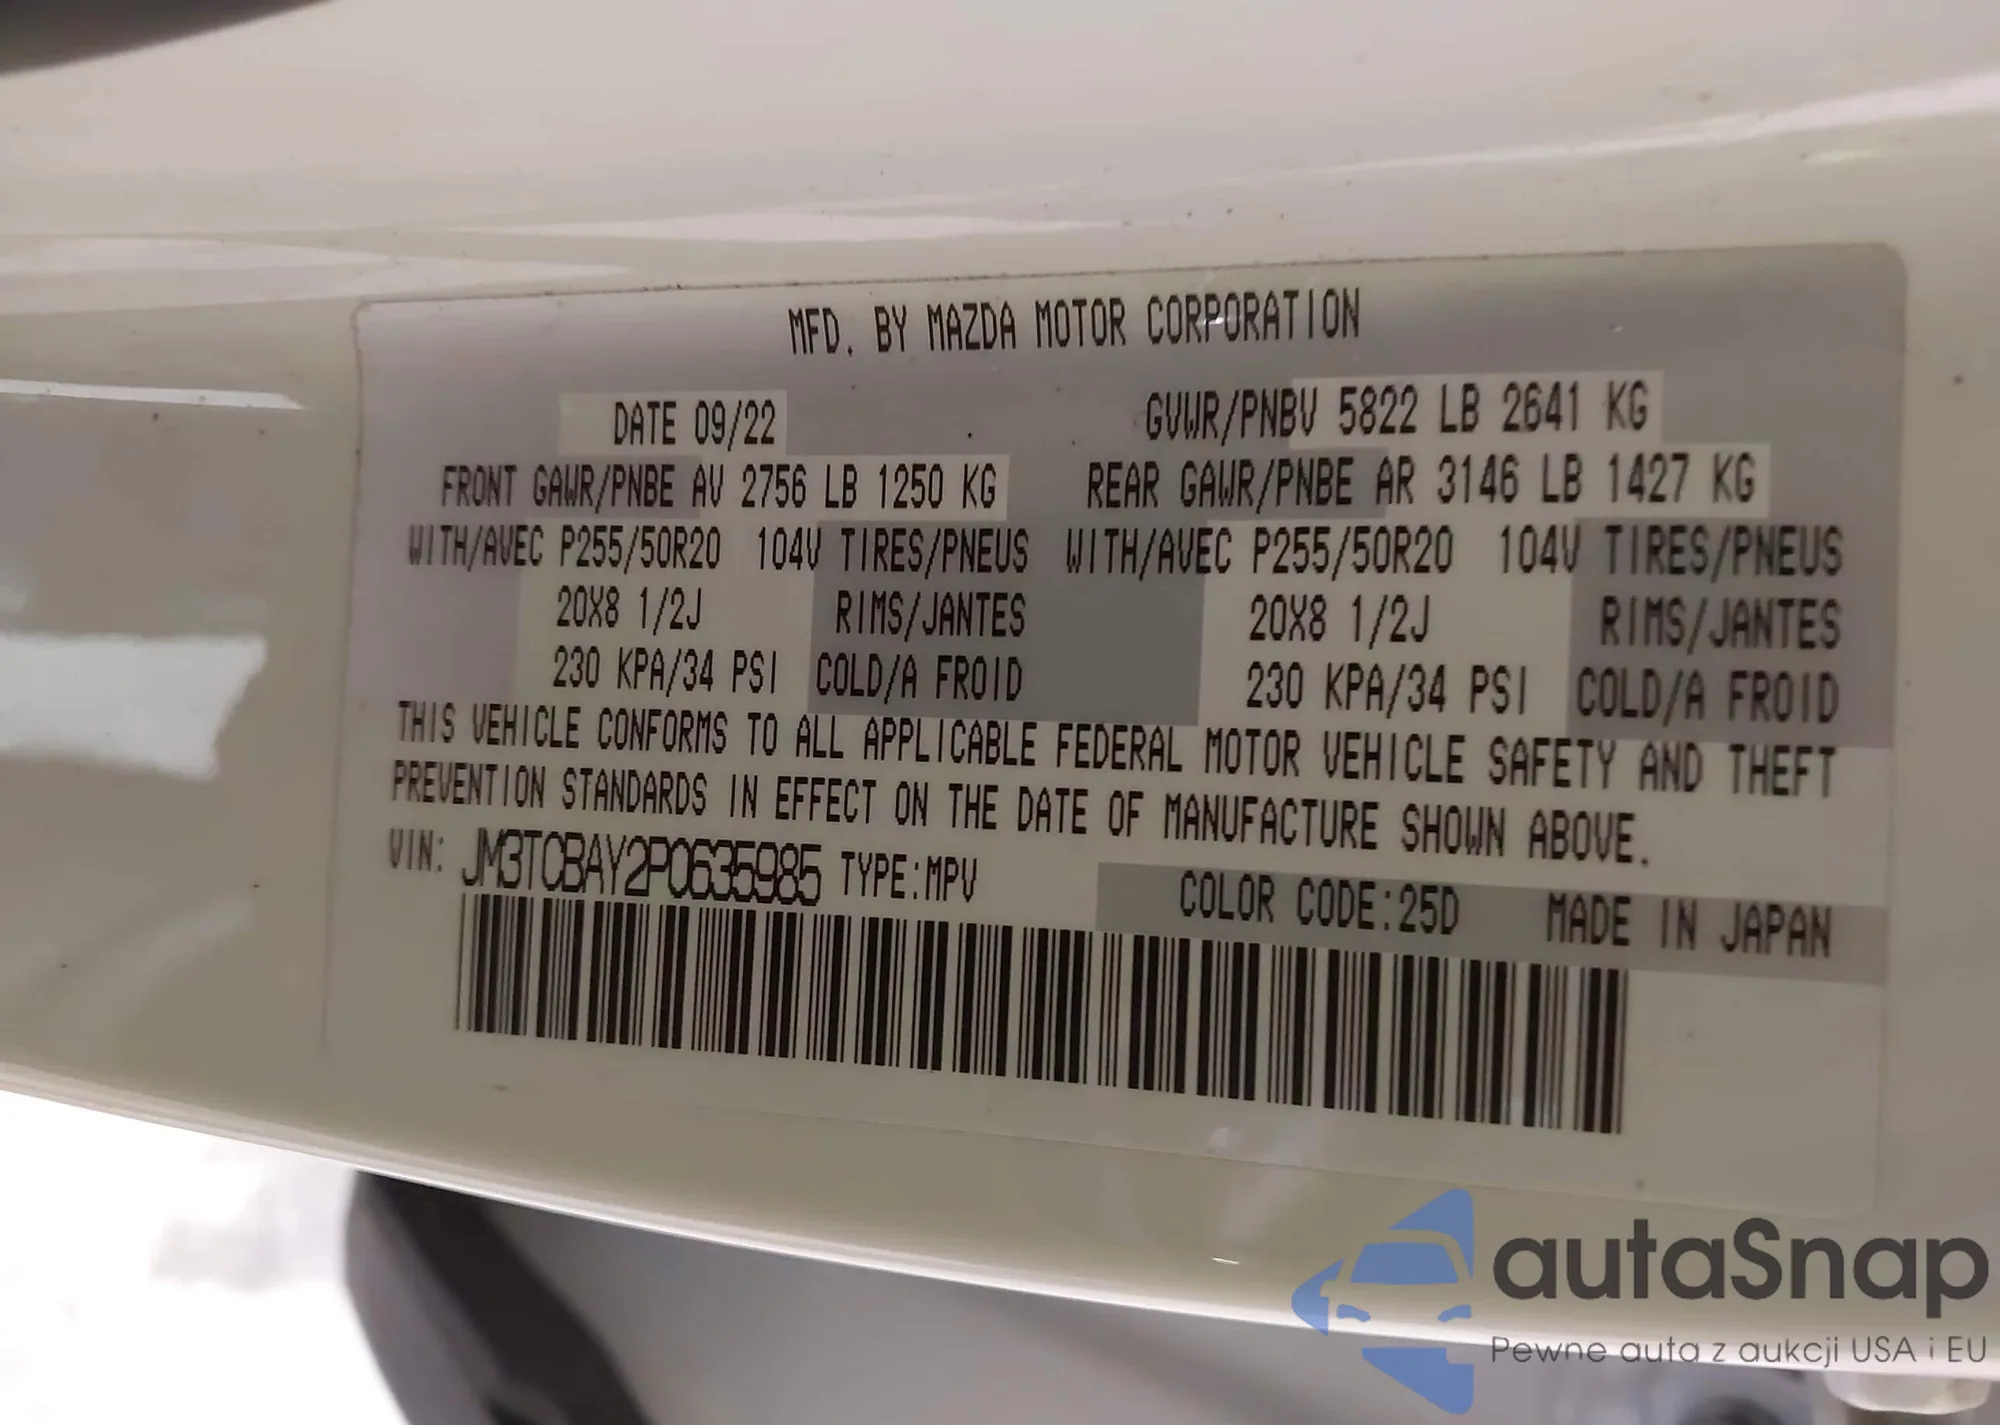 MFD. BY MAZDA MOTOR CORPORATION
DATE 09/22 GVWR/PNBV 5822 LB 2641 KG
FRONT GAWR/PNBE AV 2756 LB 1250 KG REAR GAWR/PNBE AR 3146 LB 1427 KG
WITH/AVEC P255/50R20 104V TIRES/PNEUS WITH/AVEC P255/50R20 104V TIRES/PNEUS
20X8 1/2J RIMS/JANTES 20X8 1/2J RIMS/JANTES
230 KPA/34 PSI COLD/A FROID 230 KPA/34 PSI COLD/A FROID
THIS VEHICLE CONFORMS TO ALL APPLICABLE FEDERAL MOTOR VEHICLE SAFETY AND THEFT
PREVENTION STANDARDS IN EFFECT ON THE DATE OF MANUFACTURE SHOWN ABOVE.
VIN: JM3TCBAY2P0635985 TYPE:MPV COLOR CODE:25D MADE IN JAPAN
autaSnap
Pewne auta z aukcji USA i EU